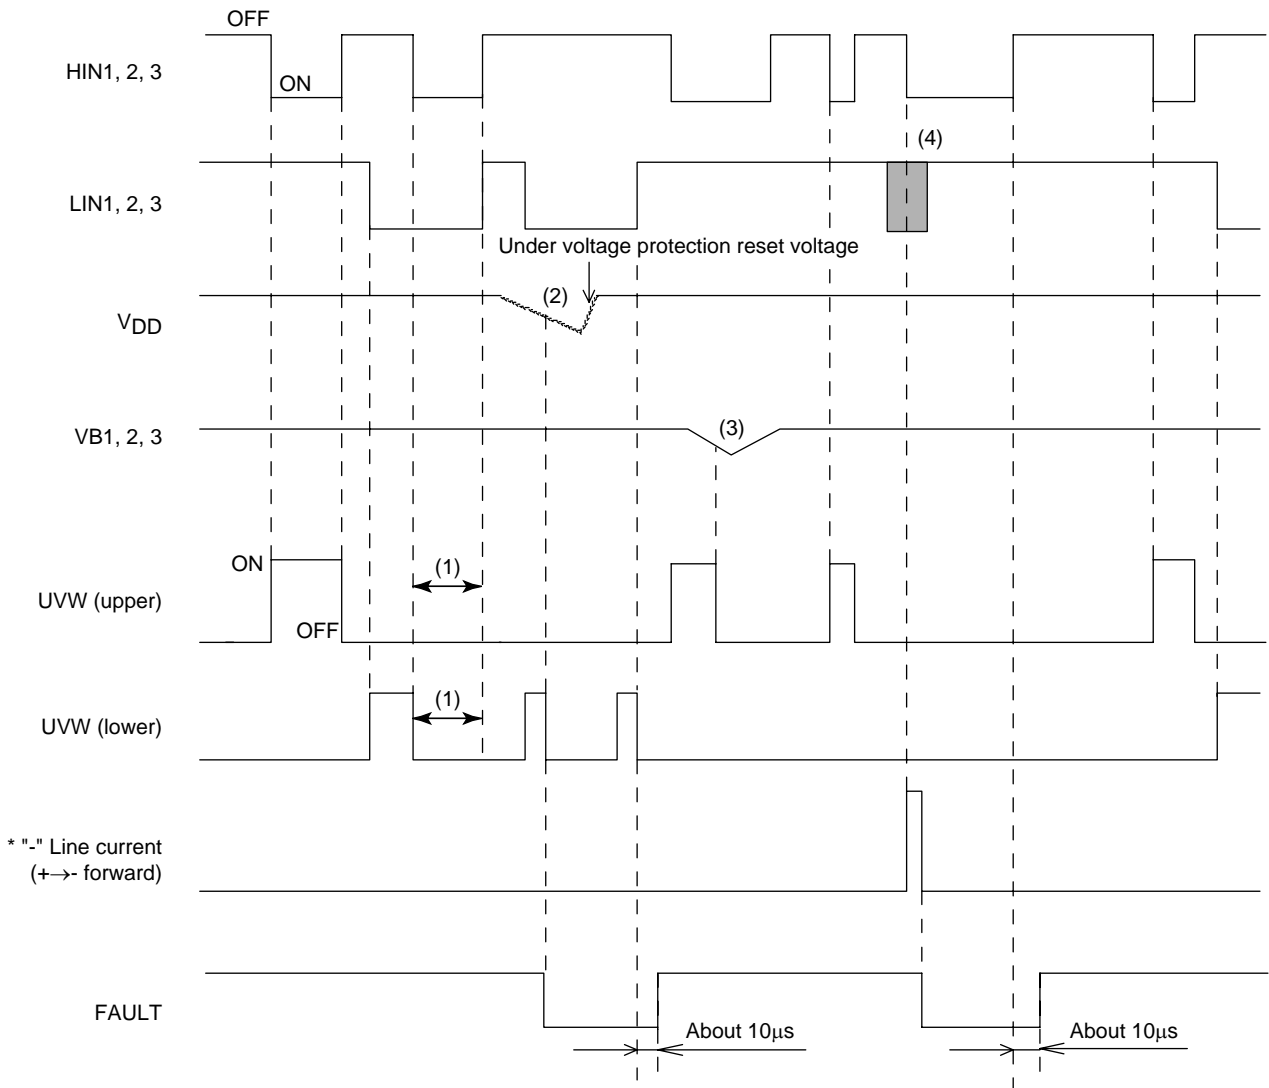 OFF
HIN1, 2, 3
ON
(4)
LIN1, 2, 3
Under voltage protection reset voltage
(2)
VDD
(3)
VB1, 2, 3
ON
(1)
UVW (upper)
OFF
(1)
UVW (lower)
* "-" Line current
(+→- forward)
FAULT
About 10μs
About 10μs